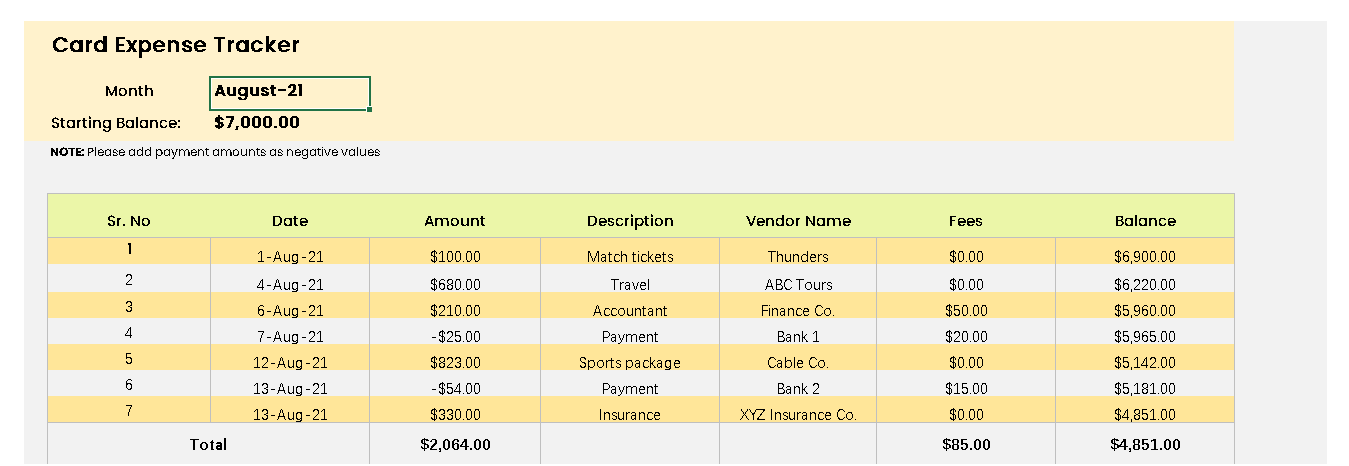 Card Expense Tracker
Month August-21
Starting Balance: $7,000.00
NOTE: Please add payment amounts as negative values
Sr. No Date Amount Description Vendor Name Fees Balance
1 1-Aug-21 $100.00 Match tickets Thunders $0.00 $6,900.00
2 4-Aug-21 $680.00 Travel ABC Tours $0.00 $6,220.00
3 6-Aug-21 $210.00 Accountant Finance Co. $50.00 $5,960.00
4 7-Aug-21 -$25.00 Payment Bank 1 $20.00 $5,965.00
5 12-Aug-21 $823.00 Sports package Cable Co. $0.00 $5,142.00
6 13-Aug-21 -$54.00 Payment Bank 2 $15.00 $5,181.00
7 13-Aug-21 $330.00 Insurance XYZ Insurance Co. $0.00 $4,851.00
Total $2,064.00 $85.00 $4,851.00